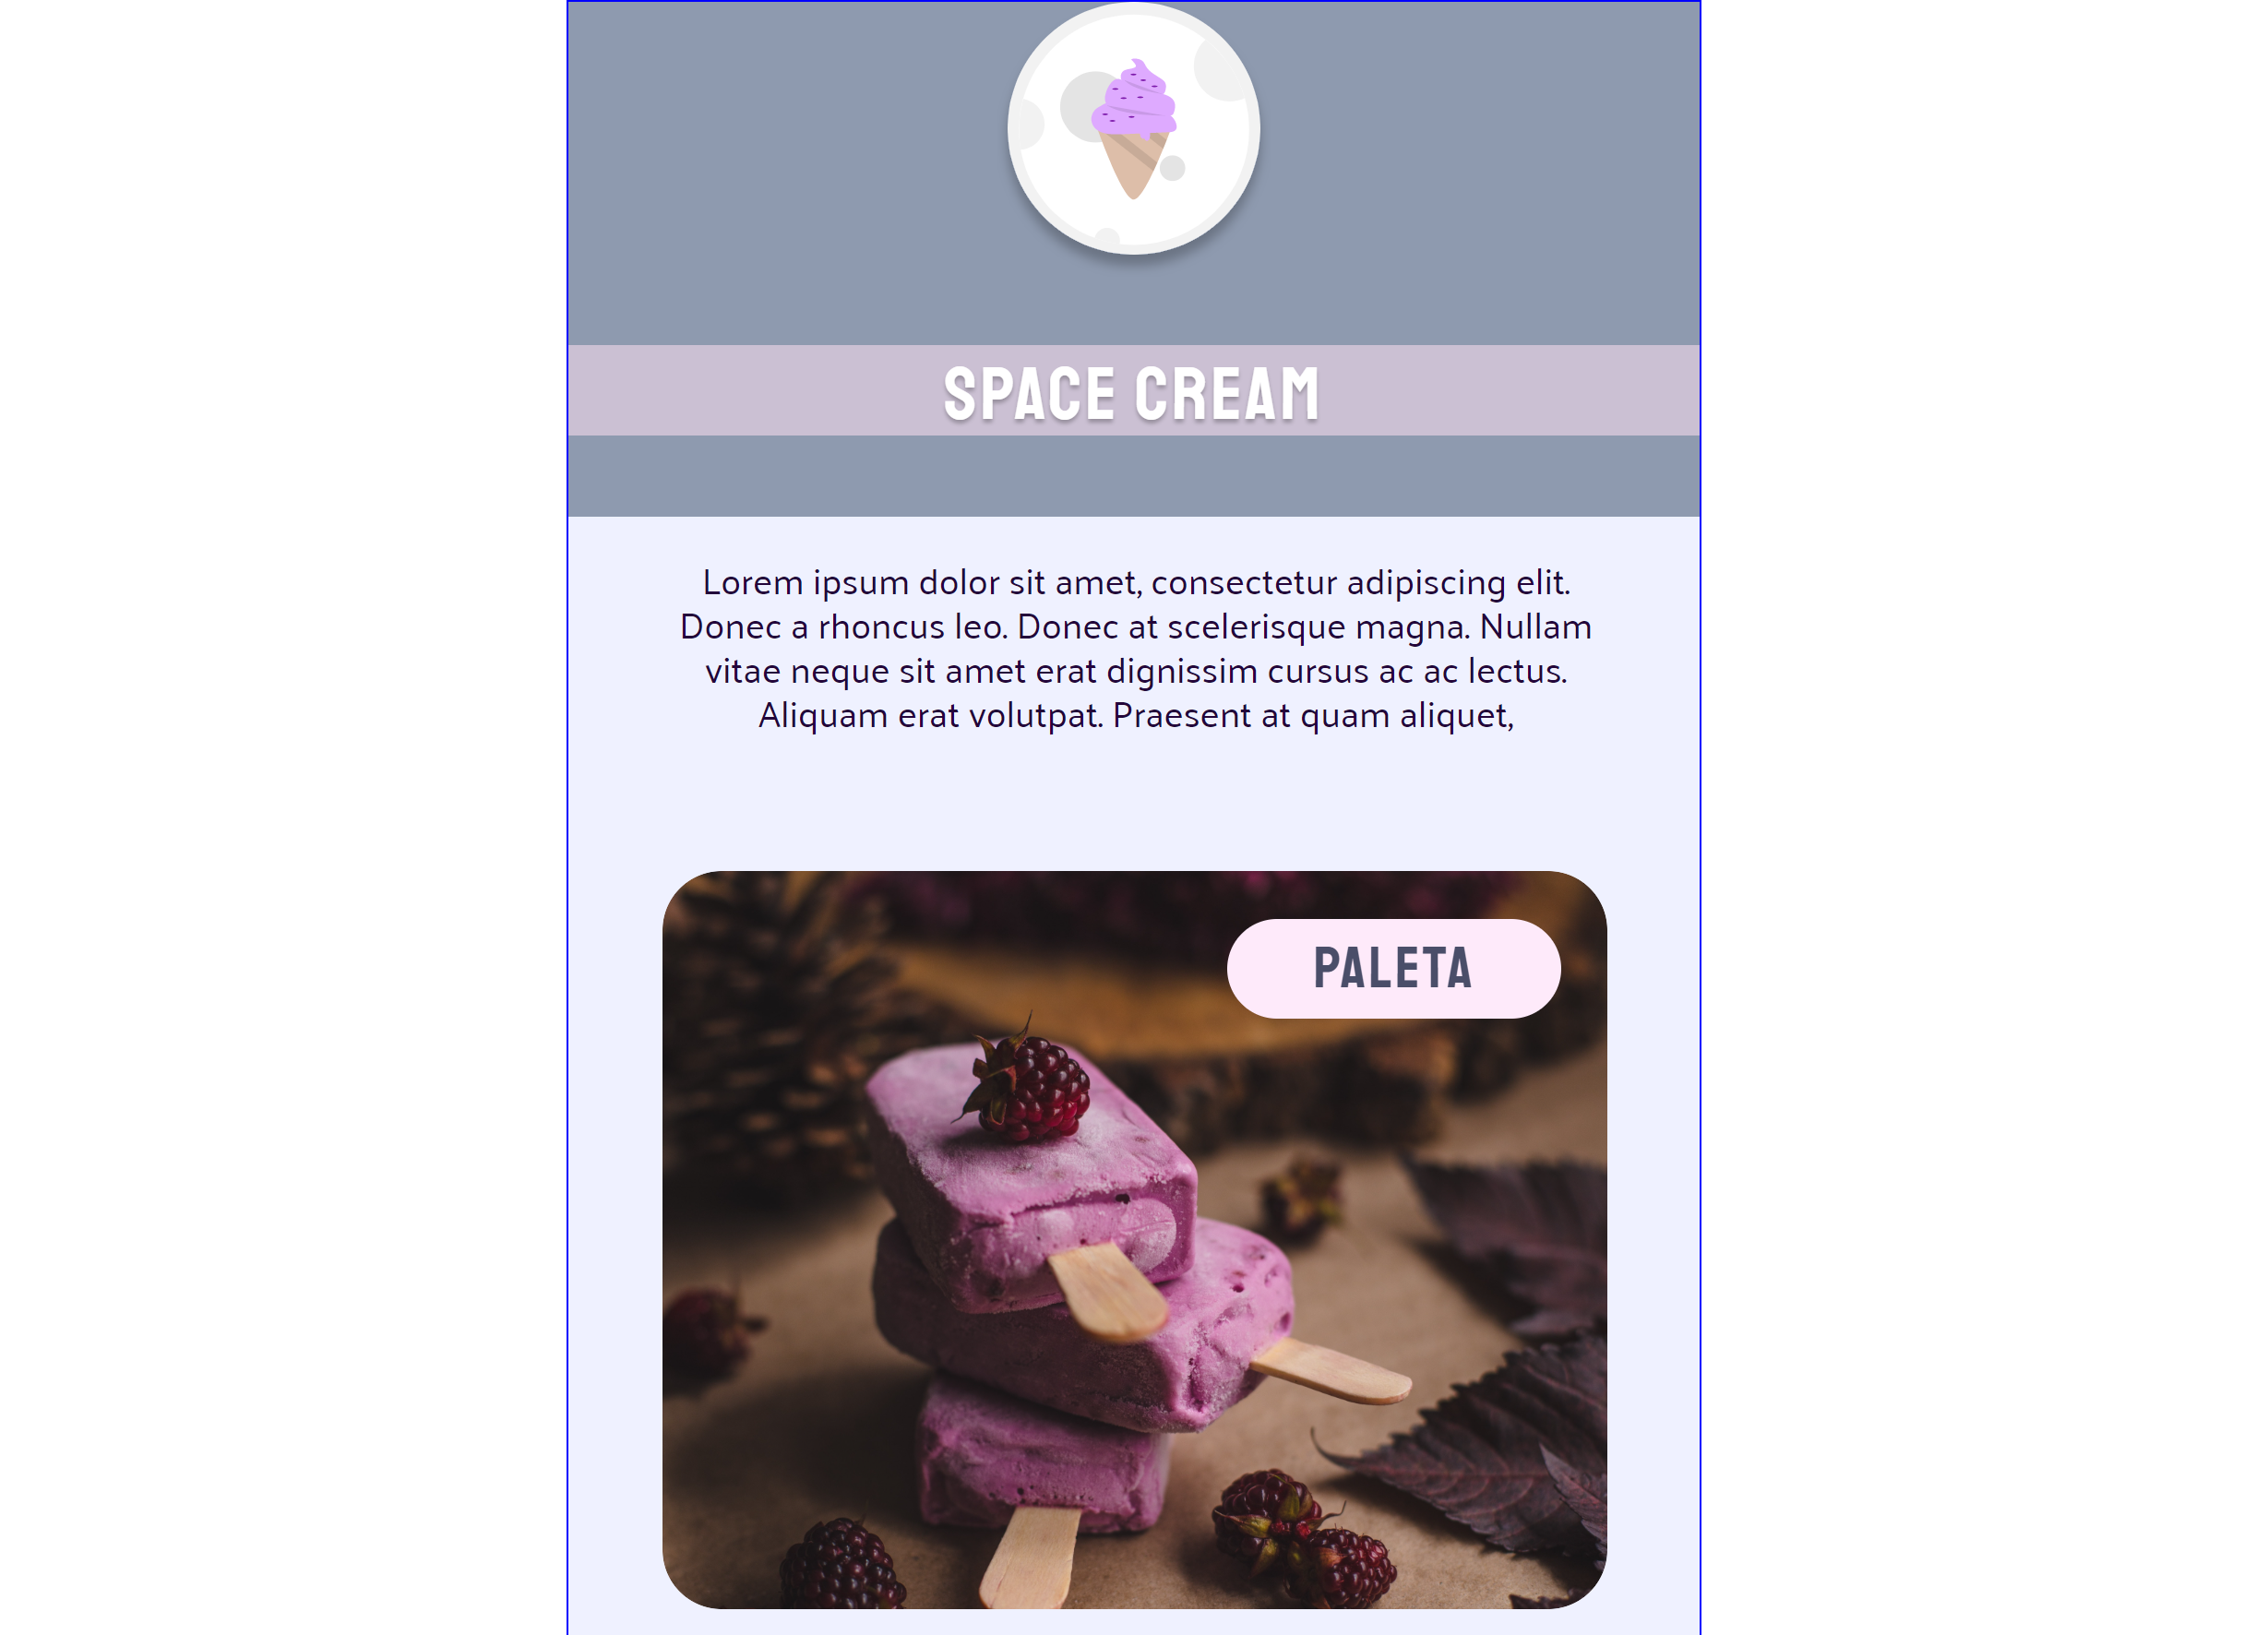 SPACE CREAM
Lorem ipsum dolor sit amet, consectetur adipiscing elit.
Donec a rhoncus leo. Donec at scelerisque magna. Nullam
vitae neque sit amet erat dignissim cursus ac ac lectus.
Aliquam erat volutpat. Praesent at quam aliquet,
PALETA